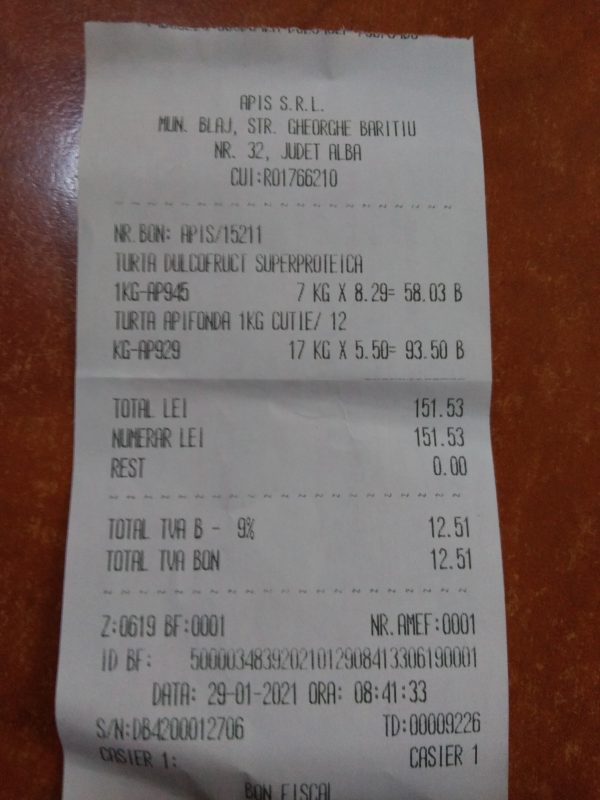 APIS S.R.L.
MUN. BLAJ, STR. GHEORGHE BARITIU
NR. 32, JUDET ALBA
CUI:RO1766210
NR.BON: APIS/15211
TURTA DULCOFRUCT SUPERPROTEICA
1KG-AP945 7 KG X 8.29= 58.03 B
TURTA APIFONDA 1KG CUTIE/ 12
KG-AP929 17 KG X 5.50= 93.50 B
TOTAL LEI 151.53
NUMERAR LEI 151.53
REST 0.00
TOTAL TVA B - 9% 12.51
TOTAL TVA BON 12.51
Z:0619 BF:0001 NR.AMEF:0001
ID BF: 50000348392021012908413306190001
DATA: 29-01-2021 ORA: 08:41:33
S/N:DB4200012706 TD:00009226
CASIER 1: CASIER 1
BON FISCAL